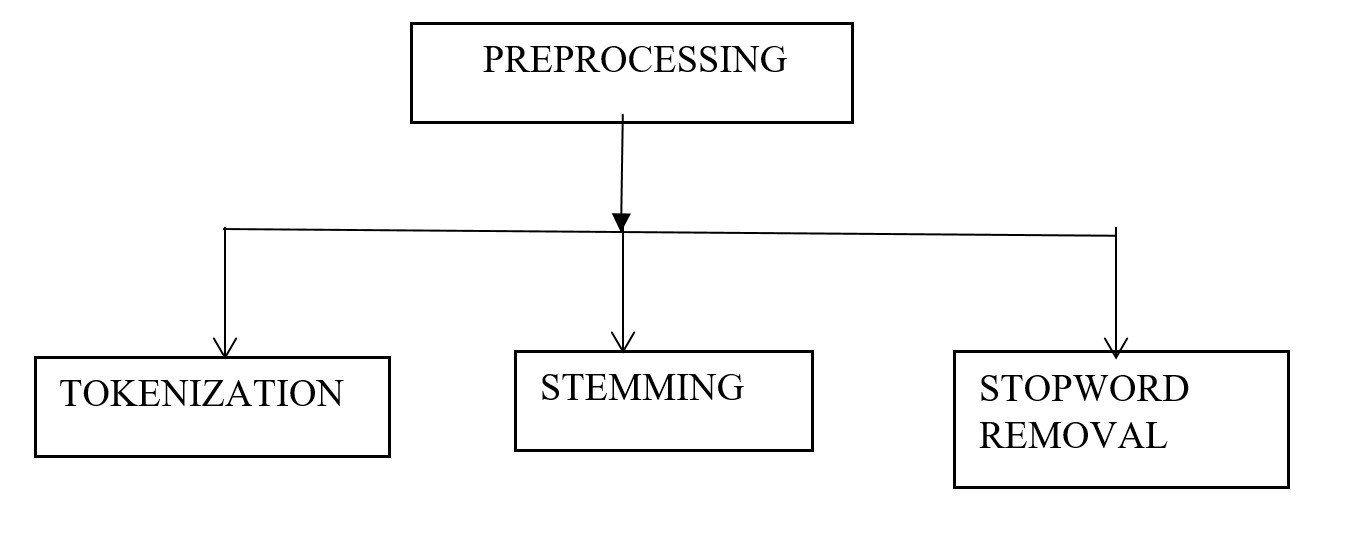 PREPROCESSING
TOKENIZATION
STEMMING
STOPWORD
REMOVAL